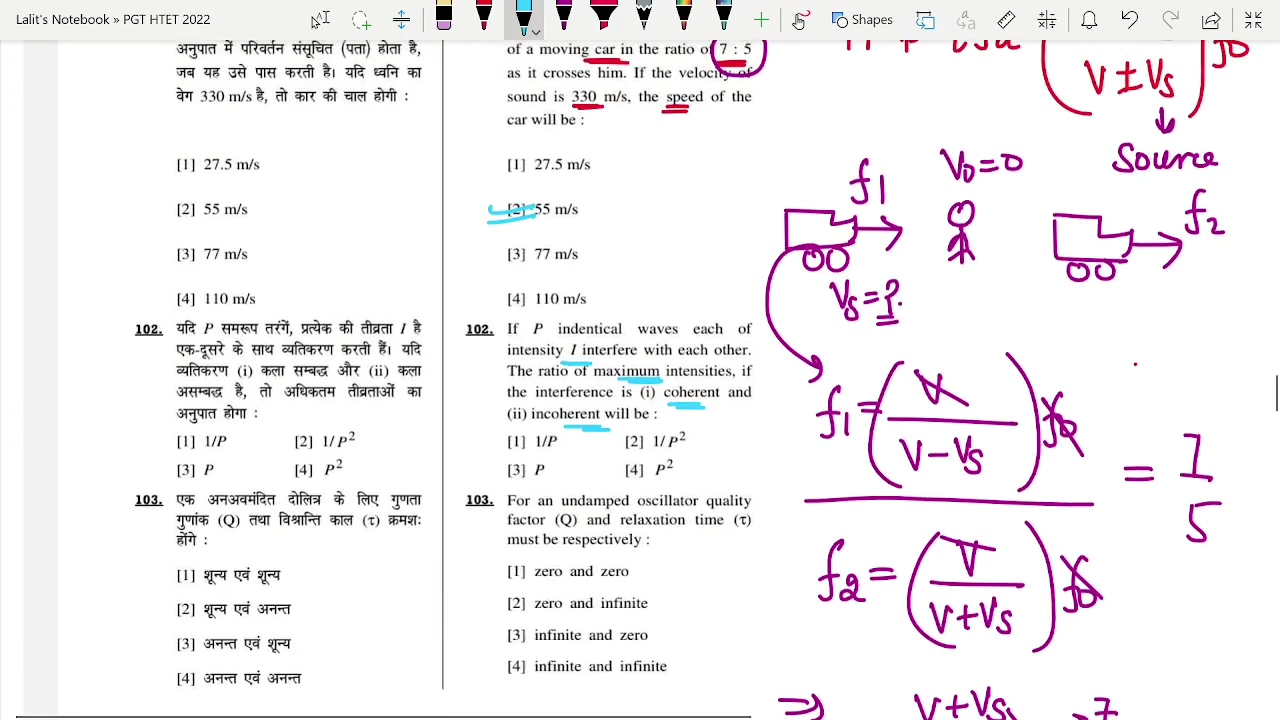 Lalit's Notebook » PGT HTET 2022
Shapes
अनुपात में परिवर्तन संसूचित (पता) होता है,
जब यह उसे पास करती है। यदि ध्वनि का
वेग 330 m/s है, तो कार की चाल होगी :
[1] 27.5 m/s
[2] 55 m/s
[3] 77 m/s
[4] 110 m/s
102. यदि P समरूप तरंगें, प्रत्येक की तीव्रता I है
एक-दूसरे के साथ व्यतिकरण करती हैं। यदि
व्यतिकरण (i) कला सम्बद्ध और (ii) कला
असम्बद्ध है, तो अधिकतम तीव्रताओं का
अनुपात होगा :
[1] 1/P [2] 1/P²
[3] P [4] P²
103. एक अनअवमंदित दोलित्र के लिए गुणता
गुणांक (Q) तथा विश्रान्ति काल (τ) क्रमशः
होंगे :
[1] शून्य एवं शून्य
[2] शून्य एवं अनन्त
[3] अनन्त एवं शून्य
[4] अनन्त एवं अनन्त
of a moving car in the ratio of 7 : 5
as it crosses him. If the velocity of
sound is 330 m/s, the speed of the
car will be :
[1] 27.5 m/s
[2] 55 m/s
[3] 77 m/s
[4] 110 m/s
102. If P indentical waves each of
intensity I interfere with each other.
The ratio of maximum intensities, if
the interference is (i) coherent and
(ii) incoherent will be :
[1] 1/P [2] 1/P²
[3] P [4] P²
103. For an undamped oscillator quality
factor (Q) and relaxation time (τ)
must be respectively :
[1] zero and zero
[2] zero and infinite
[3] infinite and zero
[4] infinite and infinite
V ± Vs
Source
f1 V0=0 f2
Vs=?
f1 = (V / V-Vs) f0
= 7/5
f2 = (V / V+Vs) f0
⇒ V+Vs 7